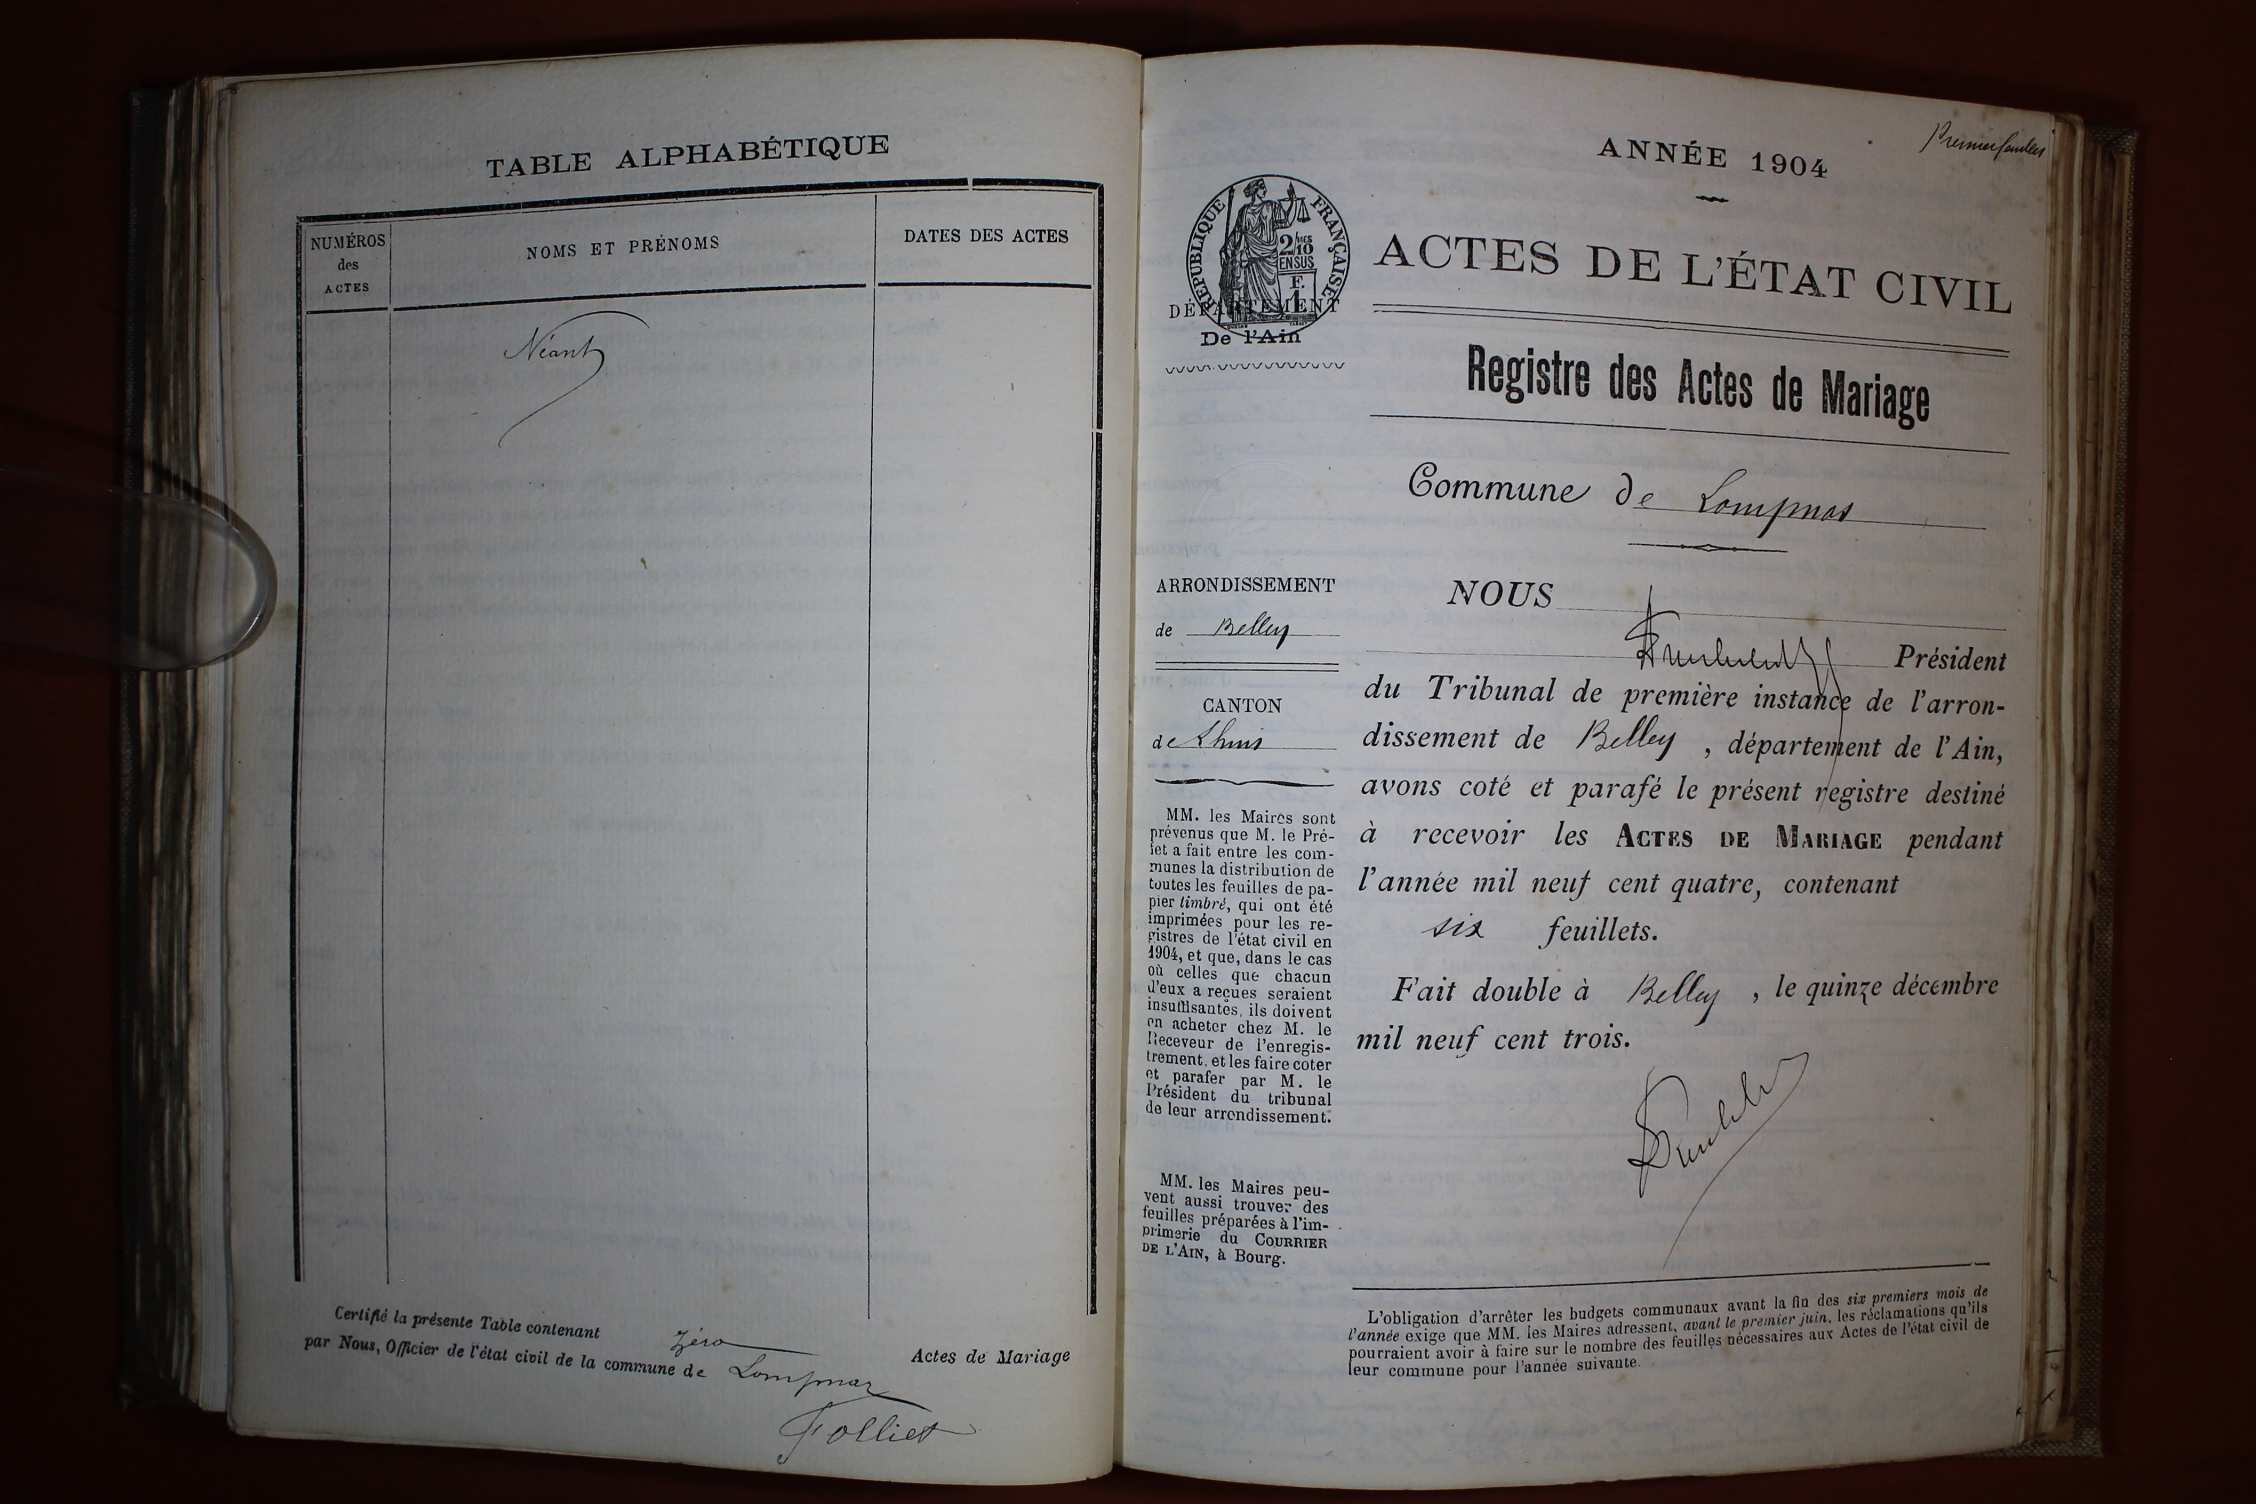 TABLE ALPHABÉTIQUE
NUMÉROS
des
ACTES
NOMS ET PRÉNOMS
DATES DES ACTES
Néant
Certifié la présente Table contenant zéro Actes de Mariage
par Nous, Officier de l'état civil de la commune de Lompnaz
Folliet
Premier feuillet
ANNÉE 1904
RÉPUBLIQUE FRANÇAISE
2/10
EN SUS
F.
1
DÉPARTEMENT
De l'Ain
ACTES DE L'ÉTAT CIVIL
Registre des Actes de Mariage
Commune de Lompnas
ARRONDISSEMENT
de Belley
CANTON
de Lhuis
MM. les Maires sont
prévenus que M. le Pré-
fet a fait entre les com-
munes la distribution de
toutes les feuilles de pa-
pier timbré, qui ont été
imprimées pour les re-
gistres de l'état civil en
1904, et que, dans le cas
où celles que chacun
d'eux a reçues seraient
insuffisantes, ils doivent
en acheter chez M. le
Receveur de l'enregis-
trement, et les faire coter
et parafer par M. le
Président du tribunal
de leur arrondissement.
MM. les Maires peu-
vent aussi trouver des
feuilles préparées à l'im-
primerie du COURRIER
DE L'AIN, à Bourg.
NOUS
Président
du Tribunal de première instance de l'arron-
dissement de Belley, département de l'Ain,
avons coté et parafé le présent registre destiné
à recevoir les ACTES DE MARIAGE pendant
l'année mil neuf cent quatre, contenant
six feuillets.
Fait double à Belley, le quinze décembre
mil neuf cent trois.
L'obligation d'arrêter les budgets communaux avant la fin des six premiers mois de
l'année exige que MM. les Maires adressent, avant le premier juin, les réclamations qu'ils
pourraient avoir à faire sur le nombre des feuilles nécessaires aux Actes de l'état civil de
leur commune pour l'année suivante.